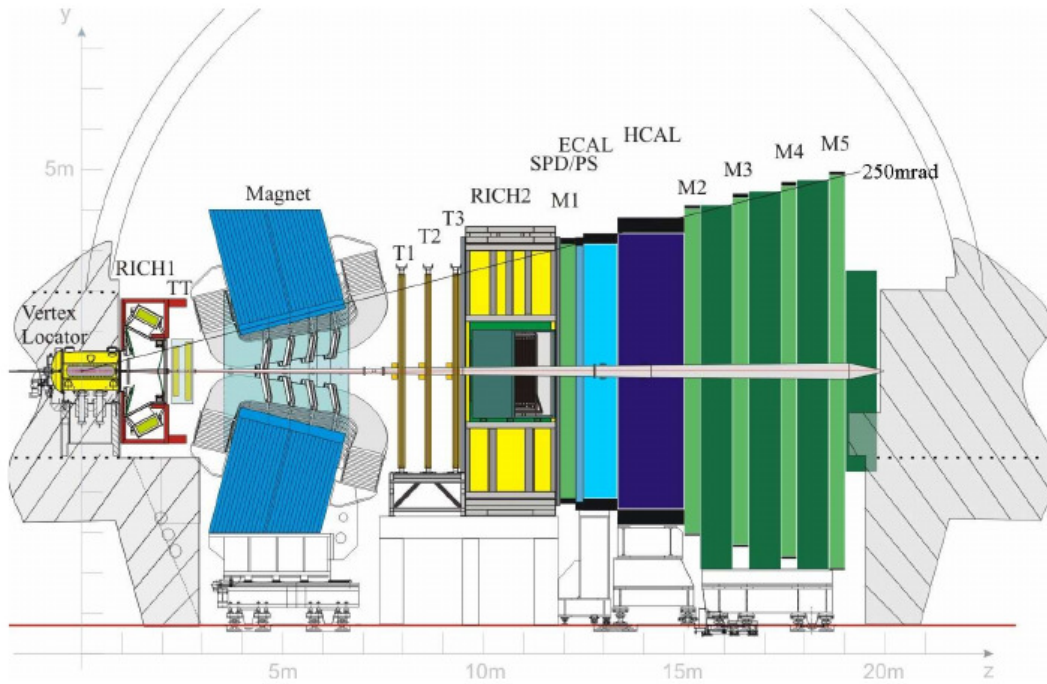 y
5m
Vertex
Locator
RICH1
TT
Magnet
T1
T2
T3
RICH2
M1
SPD/PS
ECAL
HCAL
M2
M3
M4
M5
250mrad
5m
10m
15m
20m
z